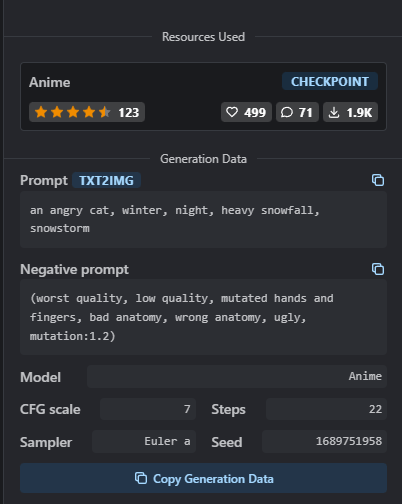 Resources Used
Anime CHECKPOINT
123 499 71 1.9K
Generation Data
Prompt TXT2IMG
an angry cat, winter, night, heavy snowfall,
snowstorm
Negative prompt
(worst quality, low quality, mutated hands and
fingers, bad anatomy, wrong anatomy, ugly,
mutation:1.2)
Model Anime
CFG scale 7 Steps 22
Sampler Euler a Seed 1689751958
Copy Generation Data